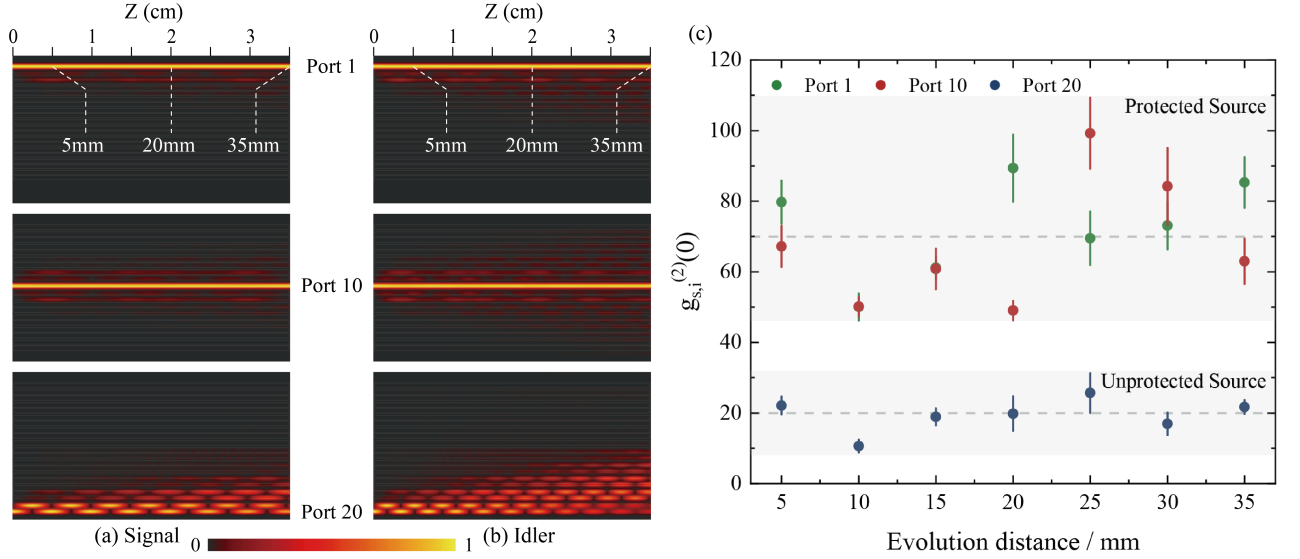 Z (cm)
0 1 2 3
5mm 20mm 35mm
Port 1
Z (cm)
0 1 2 3
5mm 20mm 35mm
Port 10
Port 20
(a) Signal
0 1
(b) Idler
(c)
120
100
80
60
40
20
0
g_{s,i}^{(2)}(0)
Port 1 Port 10 Port 20
Protected Source
Unprotected Source
5 10 15 20 25 30 35
Evolution distance / mm